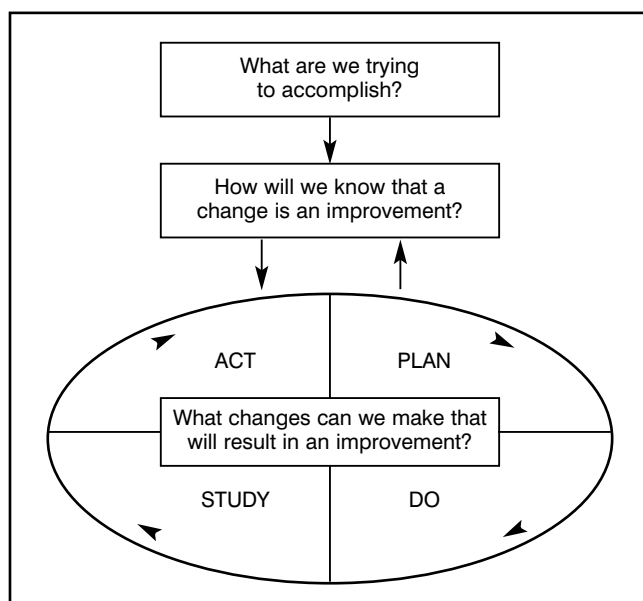 What are we trying
to accomplish?
How will we know that a
change is an improvement?
ACT
PLAN
What changes can we make that
will result in an improvement?
STUDY
DO